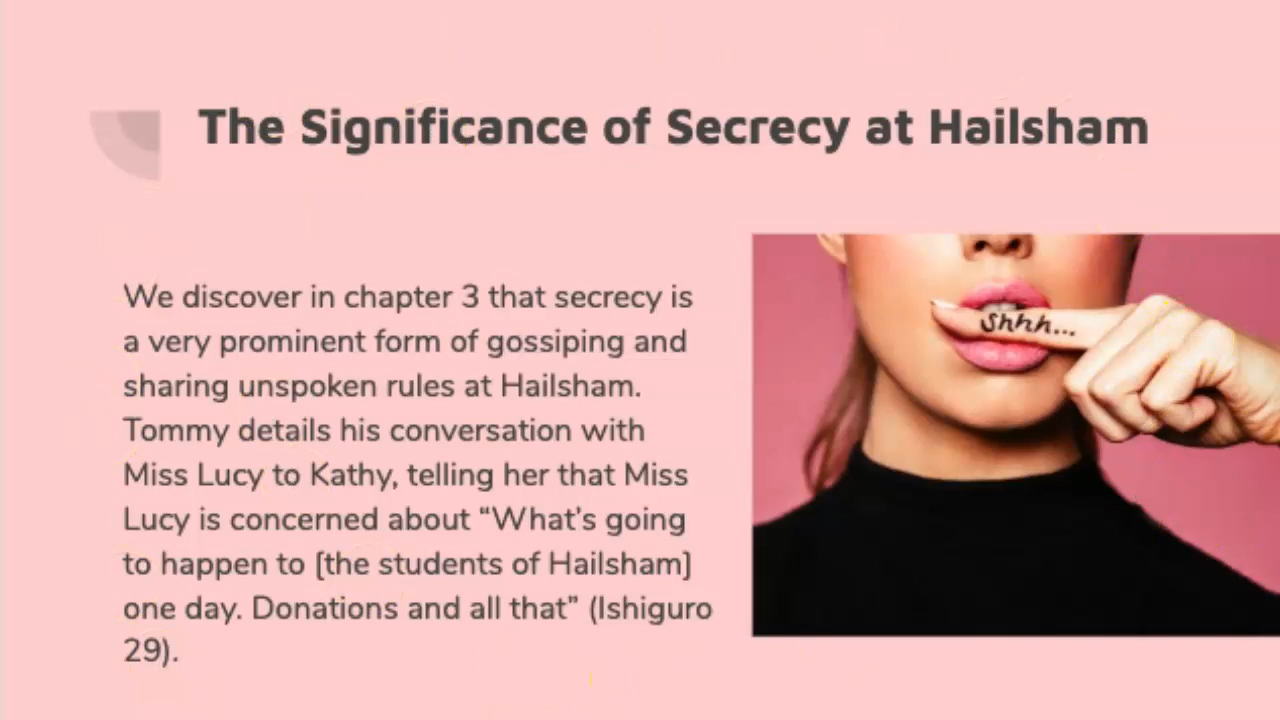 The Significance of Secrecy at Hailsham
We discover in chapter 3 that secrecy is
a very prominent form of gossiping and
sharing unspoken rules at Hailsham.
Tommy details his conversation with
Miss Lucy to Kathy, telling her that Miss
Lucy is concerned about “What’s going
to happen to [the students of Hailsham]
one day. Donations and all that” (Ishiguro
29).
Shhh...